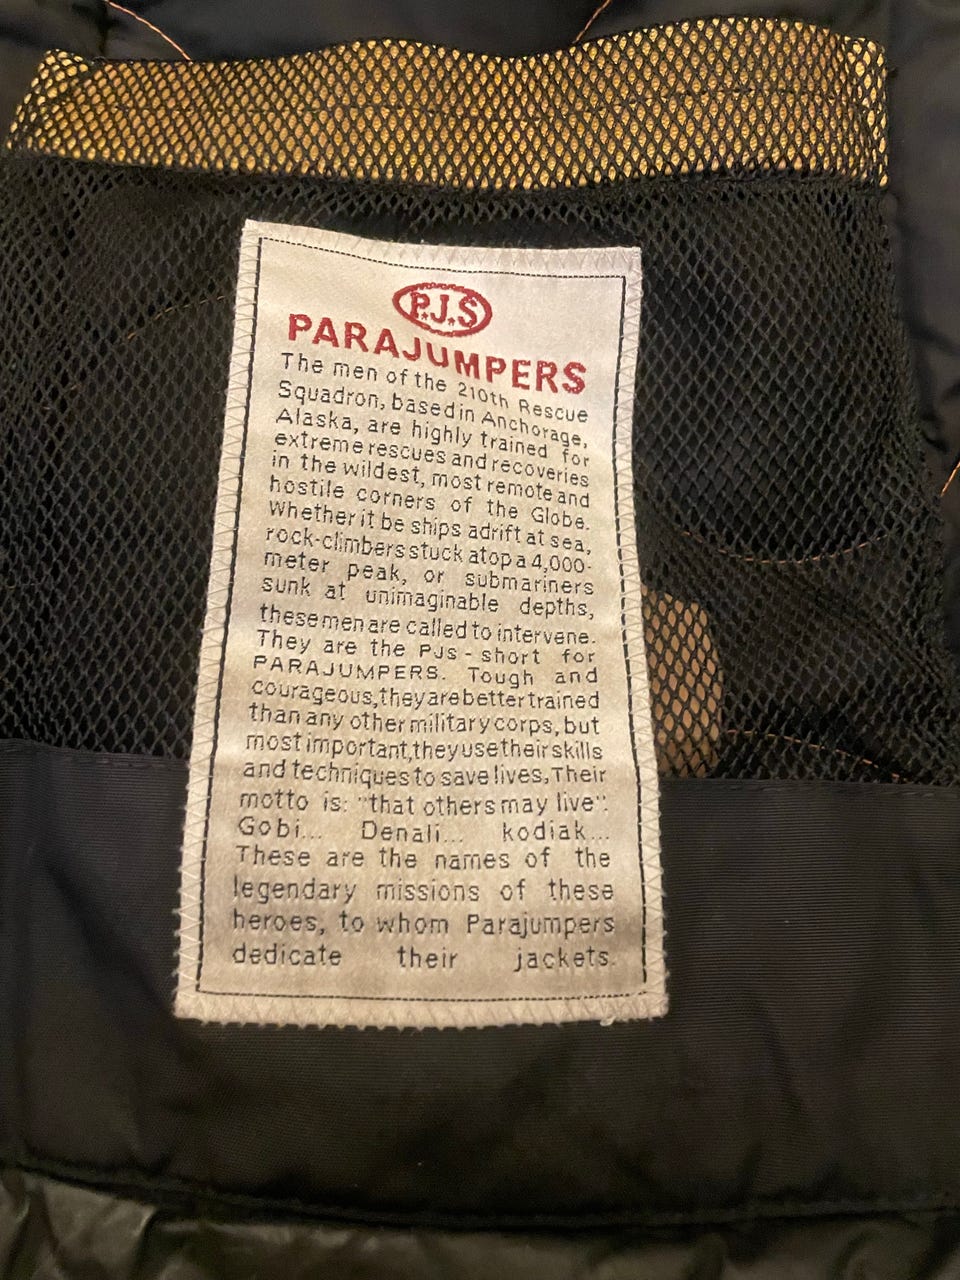 P.J.S
PARAJUMPERS
The men of the 210th Rescue
Squadron, based in Anchorage,
Alaska, are highly trained for
extreme rescues and recoveries
in the wildest, most remote and
hostile corners of the Globe.
Whether it be ships adrift at sea,
rock-climbers stuck atop a 4,000-
meter peak, or submariners
sunk at unimaginable depths,
these men are called to intervene.
They are the PJs - short for
PARAJUMPERS. Tough and
courageous, they are better trained
than any other military corps, but
most important, they use their skills
and techniques to save lives, Their
motto is: "that others may live".
Gobi... Denali... kodiak...
These are the names of the
legendary missions of these
heroes, to whom Parajumpers
dedicate their jackets.